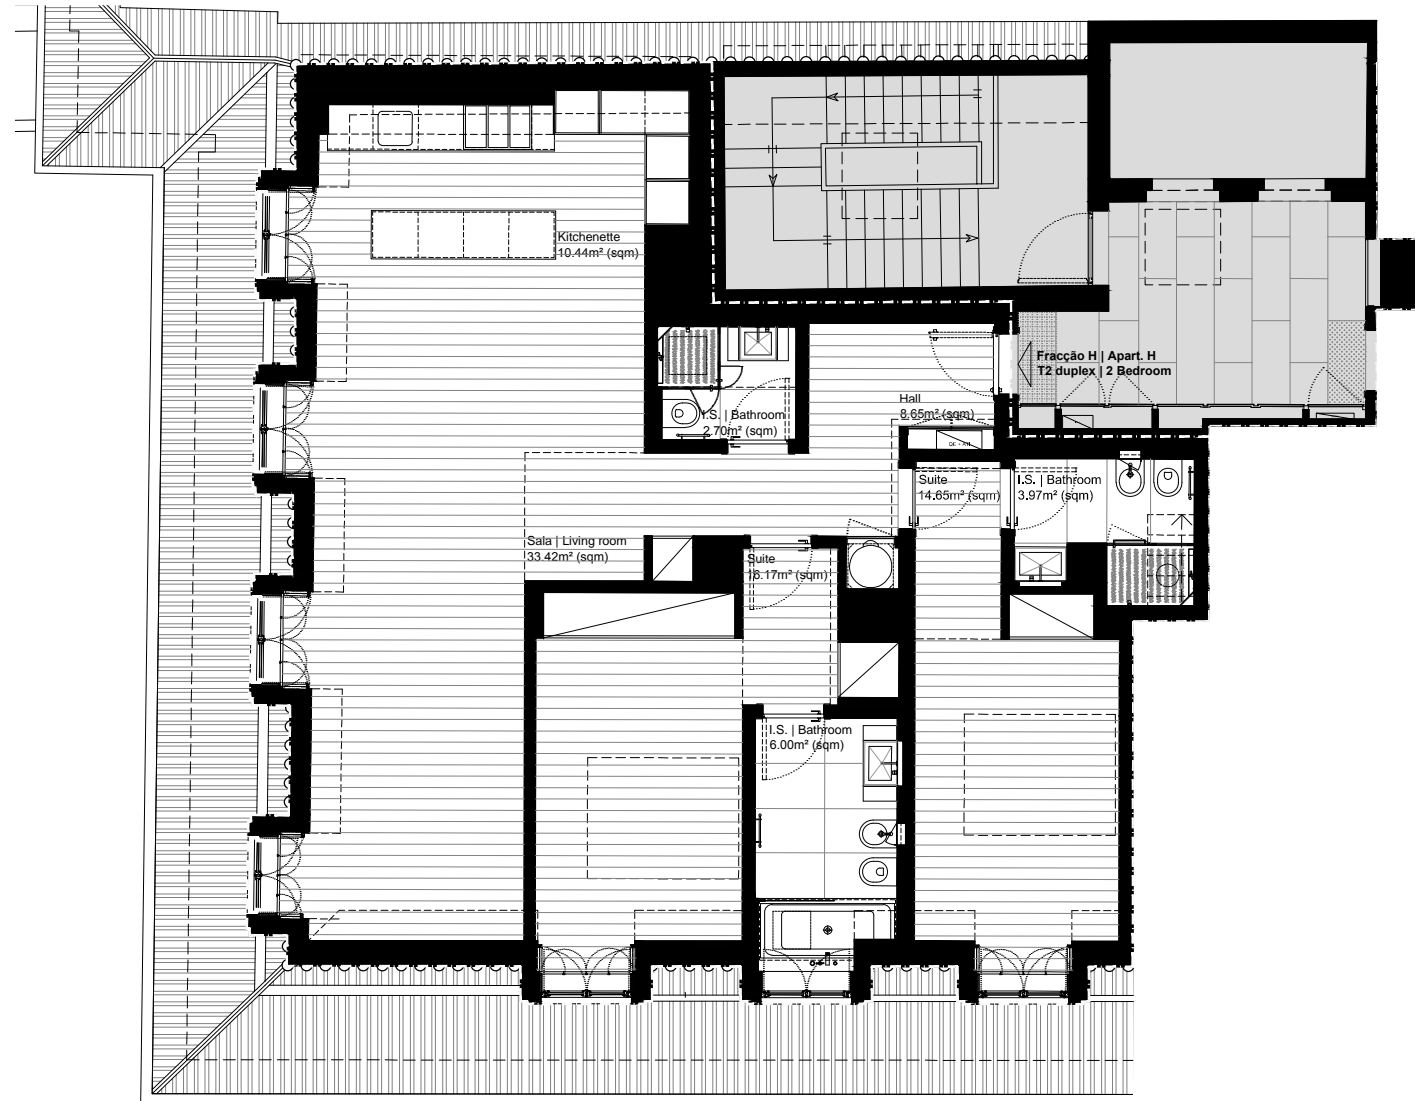 Kitchenette
10.44m² (sqm)
Fracção H | Apart. H
T2 duplex | 2 Bedroom
Hall
8.65m² (sqm)
I.S. | Bathroom
2.70m² (sqm)
Suite
14.65m² (sqm)
I.S. | Bathroom
3.97m² (sqm)
Sala | Living room
33.42m² (sqm)
Suite
16.17m² (sqm)
I.S. | Bathroom
6.00m² (sqm)